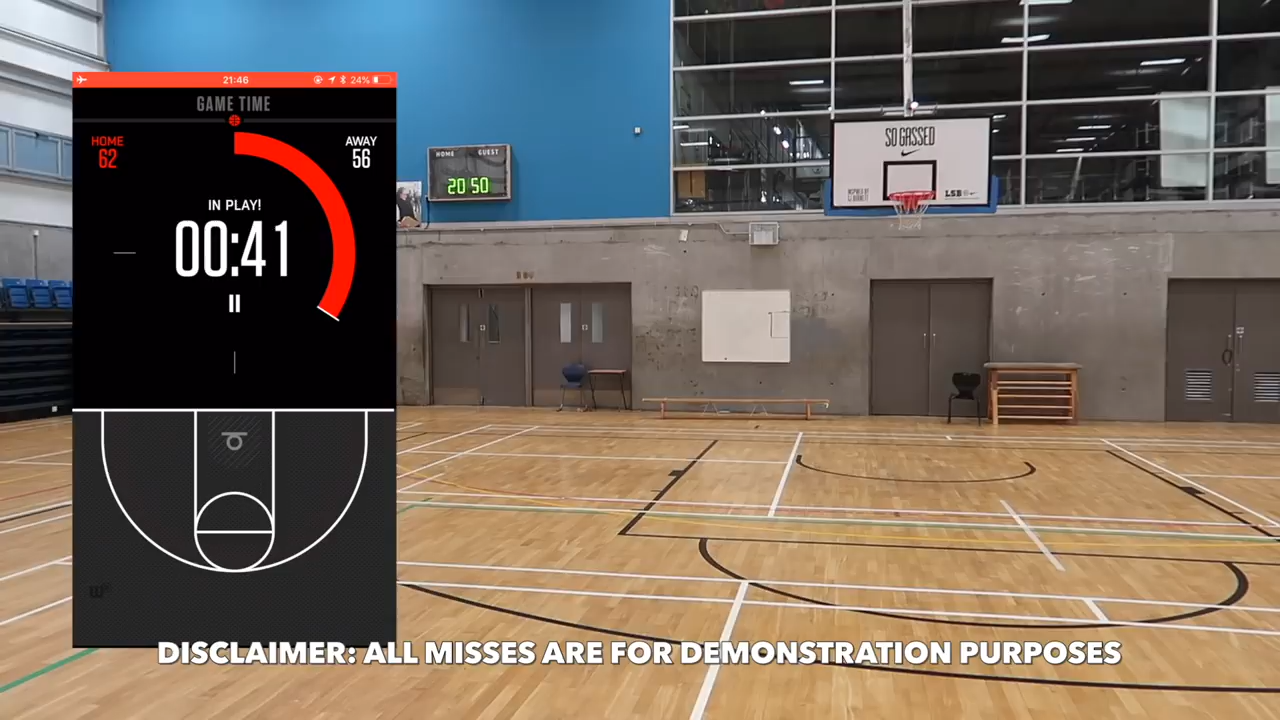 21:46
24%
GAME TIME
HOME
62
AWAY
56
IN PLAY!
00:41
HOME GUEST
20 50
SO GASSED
LSB
DISCLAIMER: ALL MISSES ARE FOR DEMONSTRATION PURPOSES